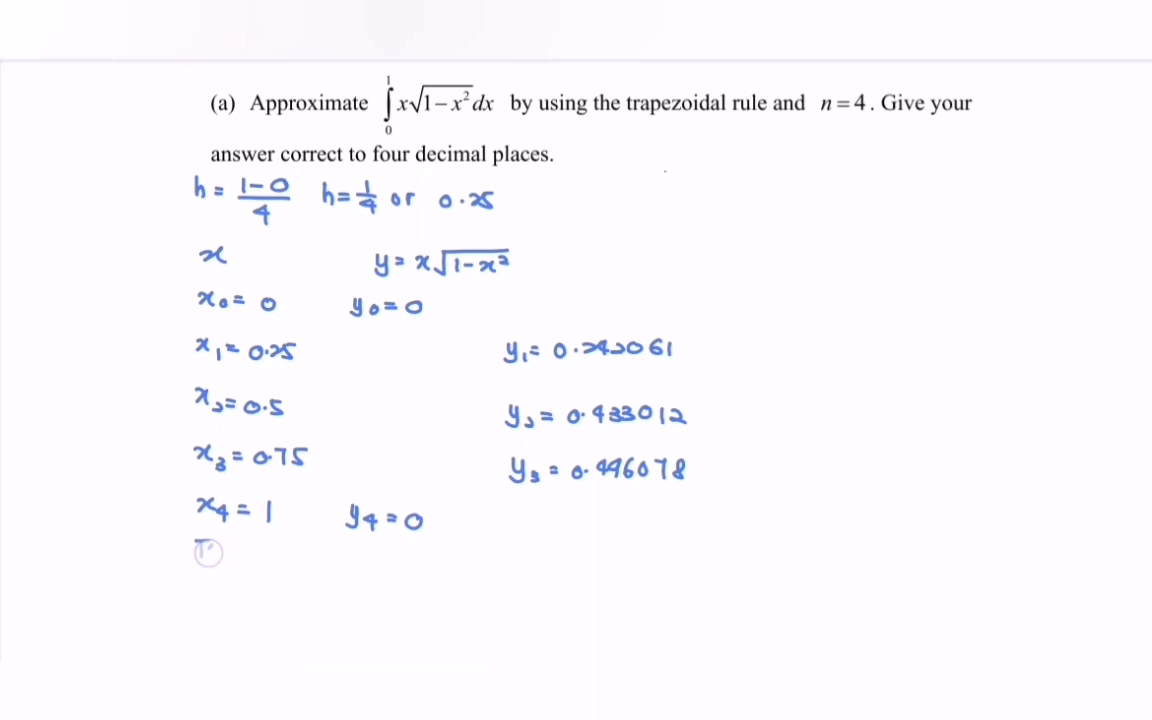 (a) Approximate ∫₀¹ x√(1−x²) dx by using the trapezoidal rule and n = 4. Give your
answer correct to four decimal places.
h = (1−0)/4 h = 1/4 or 0.25
x y = x√(1−x²)
x₀ = 0 y₀ = 0
x₁ = 0.25 y₁ = 0.242061
x₂ = 0.5 y₂ = 0.433012
x₃ = 0.75 y₃ = 0.496078
x₄ = 1 y₄ = 0